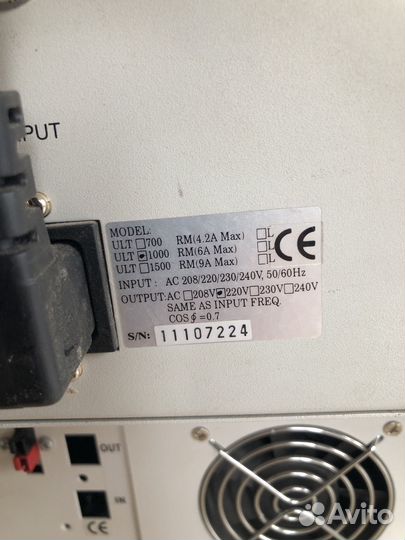 PUT
MODEL:
ULT □700 RM(4.2A Max) □L
ULT ■1000 RM(6A Max) □L
ULT □1500 RM(9A Max) □L
CE
INPUT : AC 208/220/230/240V, 50/60Hz
OUTPUT:AC □208V ■220V □230V □240V
SAME AS INPUT FREQ.
COS ϕ =0.7
S/N: 11107224
OUT
CE
Avito